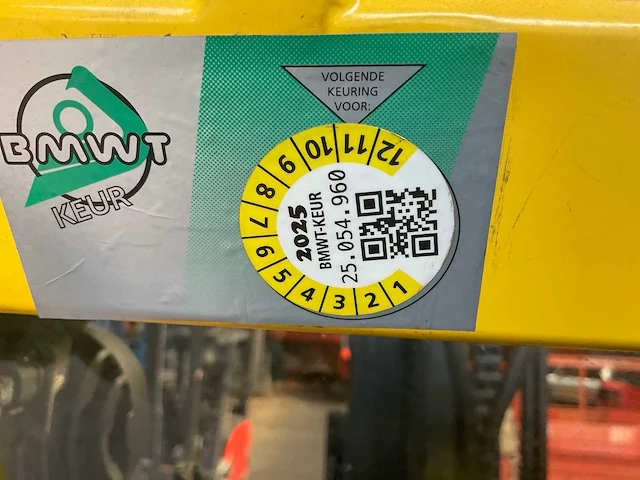 BMWT
KEUR
VOLGENDE
KEURING
VOOR:
1 2 3 4 5 6 7 8 9 10 11 12
2025
BMWT-KEUR
25.054.960